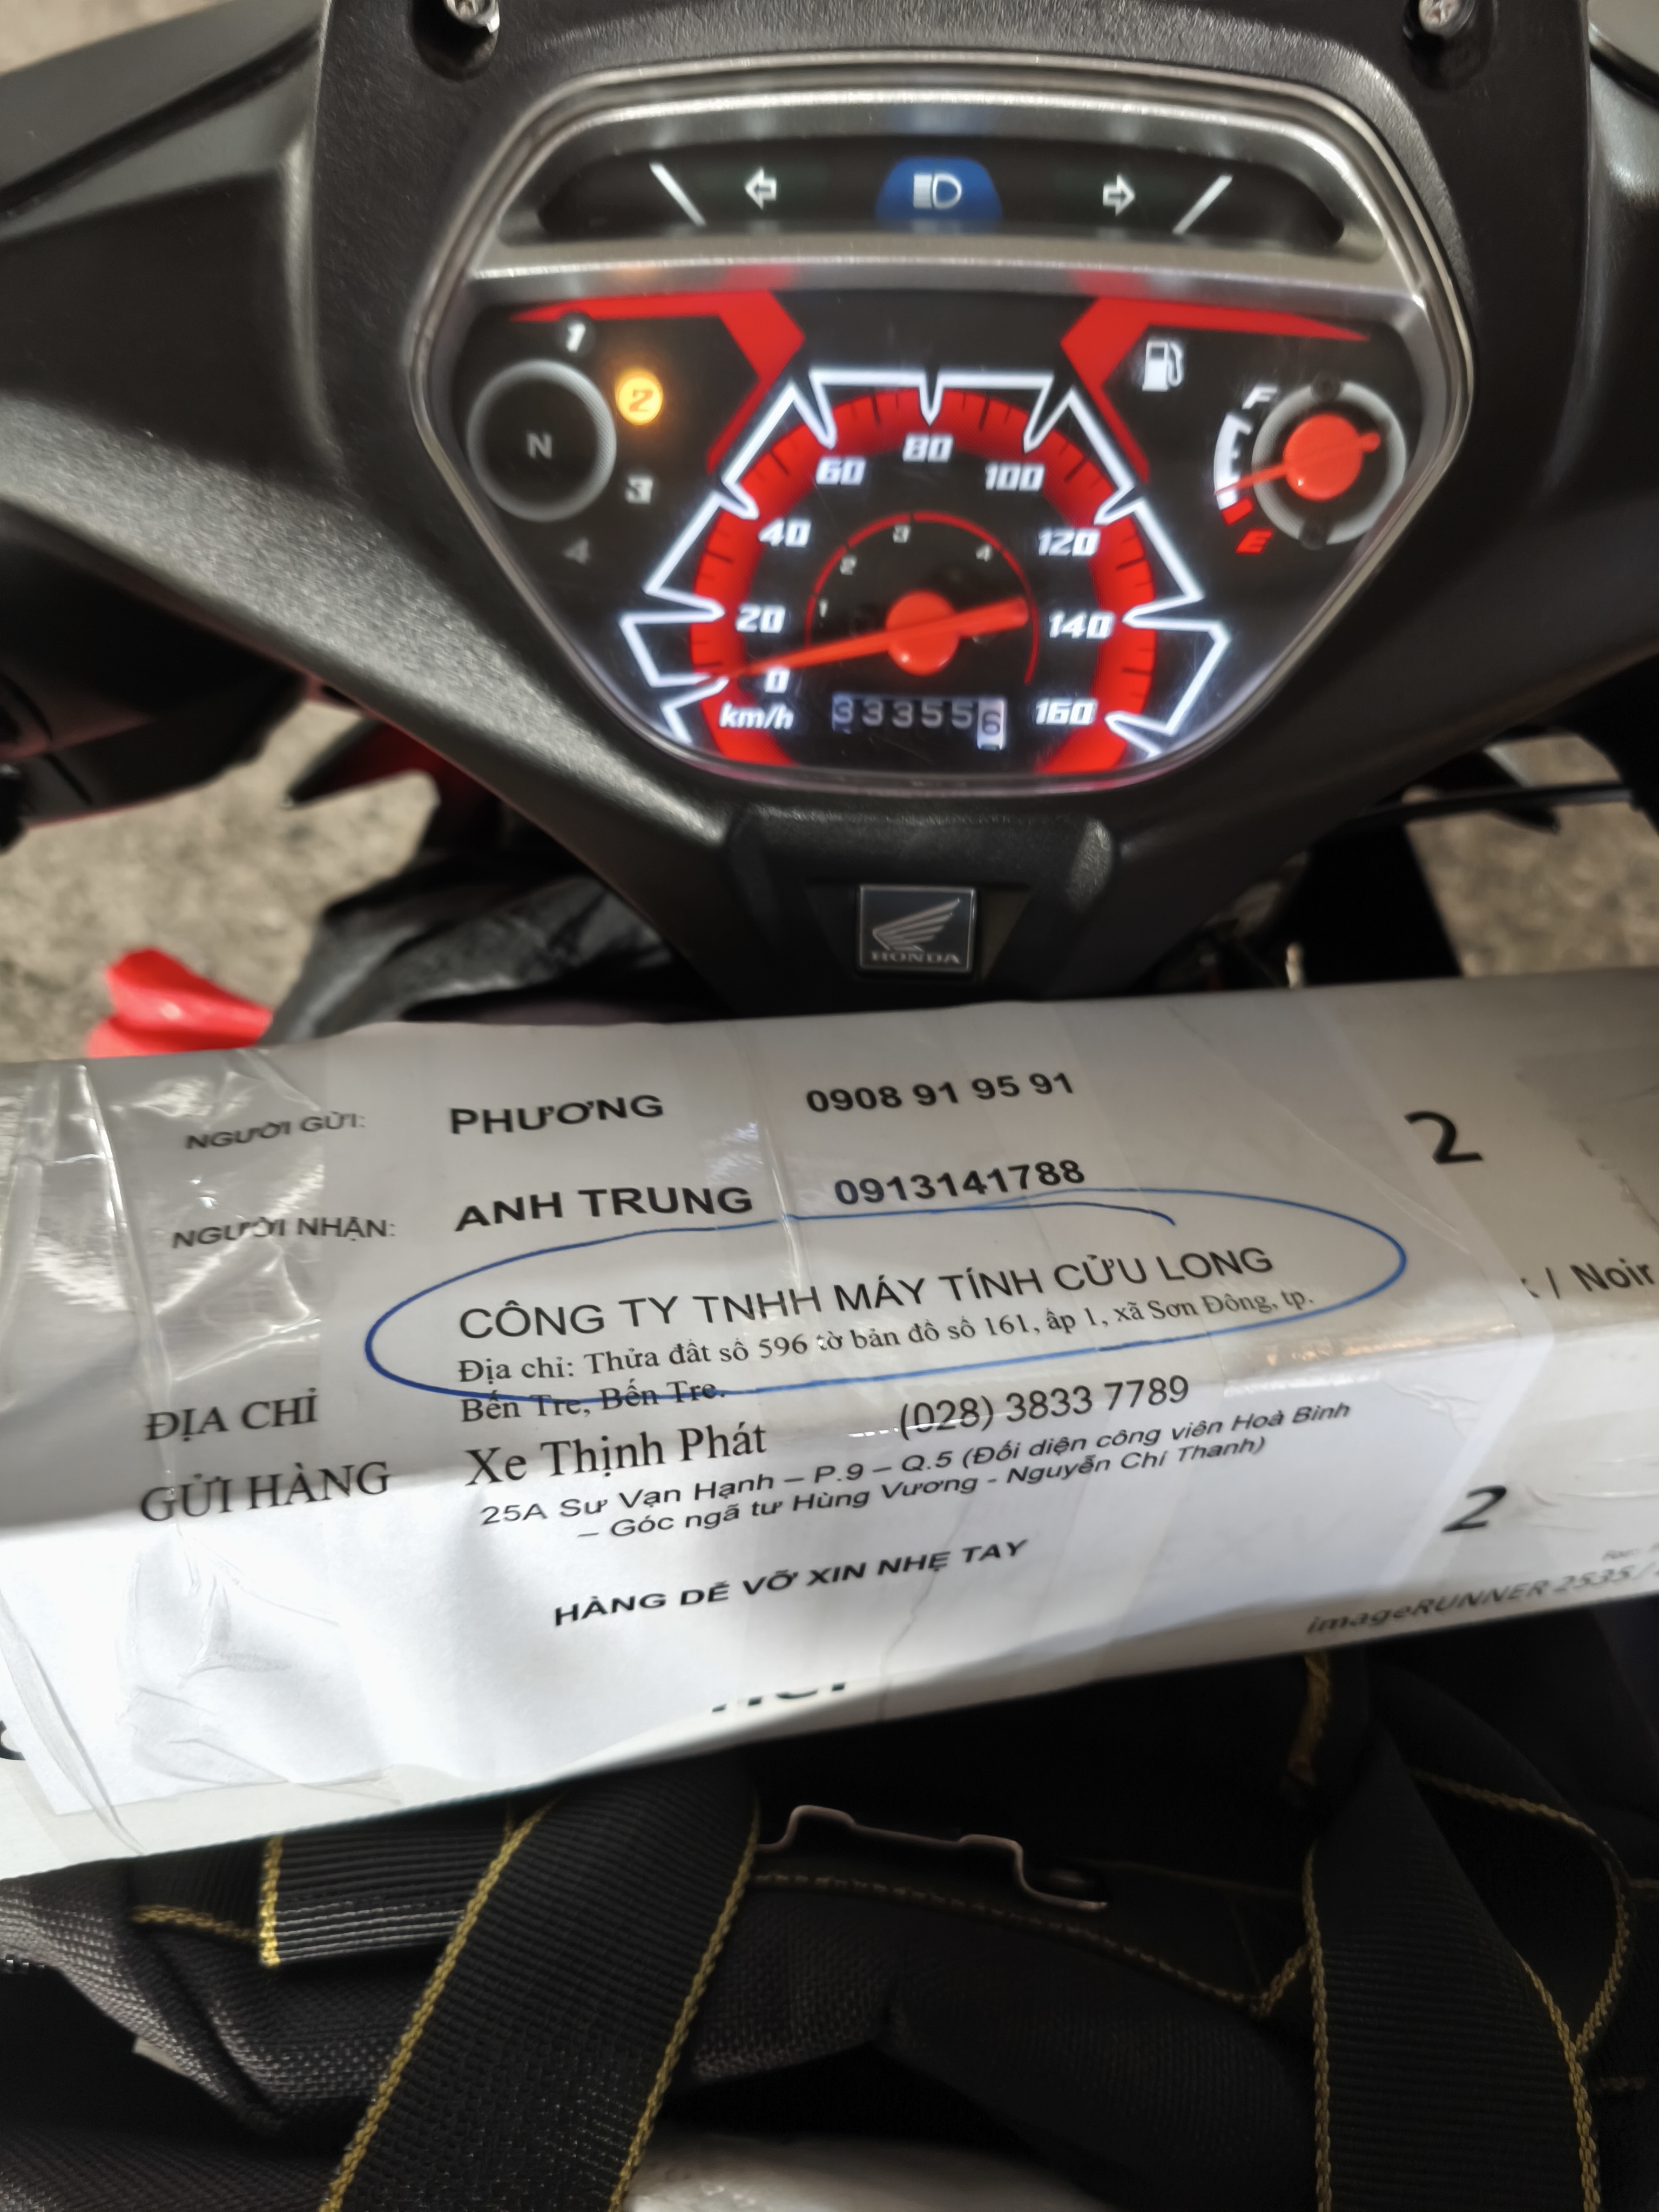 1
2
N
3
4
F
E
0
20
40
60
80
100
120
140
160
1
2
3
4
km/h
333556
HONDA
NGƯỜI GỬI: PHƯƠNG 0908 91 95 91
NGƯỜI NHẬN: ANH TRUNG 0913141788
2
CÔNG TY TNHH MÁY TÍNH CỬU LONG
/ Noir
Địa chỉ: Thửa đất số 596 tờ bản đồ số 161, ấp 1, xã Sơn Đông, tp.
ĐỊA CHỈ Bến Tre, Bến Tre.
GỬI HÀNG Xe Thịnh Phát (028) 3833 7789
25A Sư Vạn Hạnh – P.9 – Q.5 (Đối diện công viên Hoà Bình
– Góc ngã tư Hùng Vương - Nguyễn Chí Thanh)
2
HÀNG DỄ VỠ XIN NHẸ TAY
imageRUNNER 2535 /